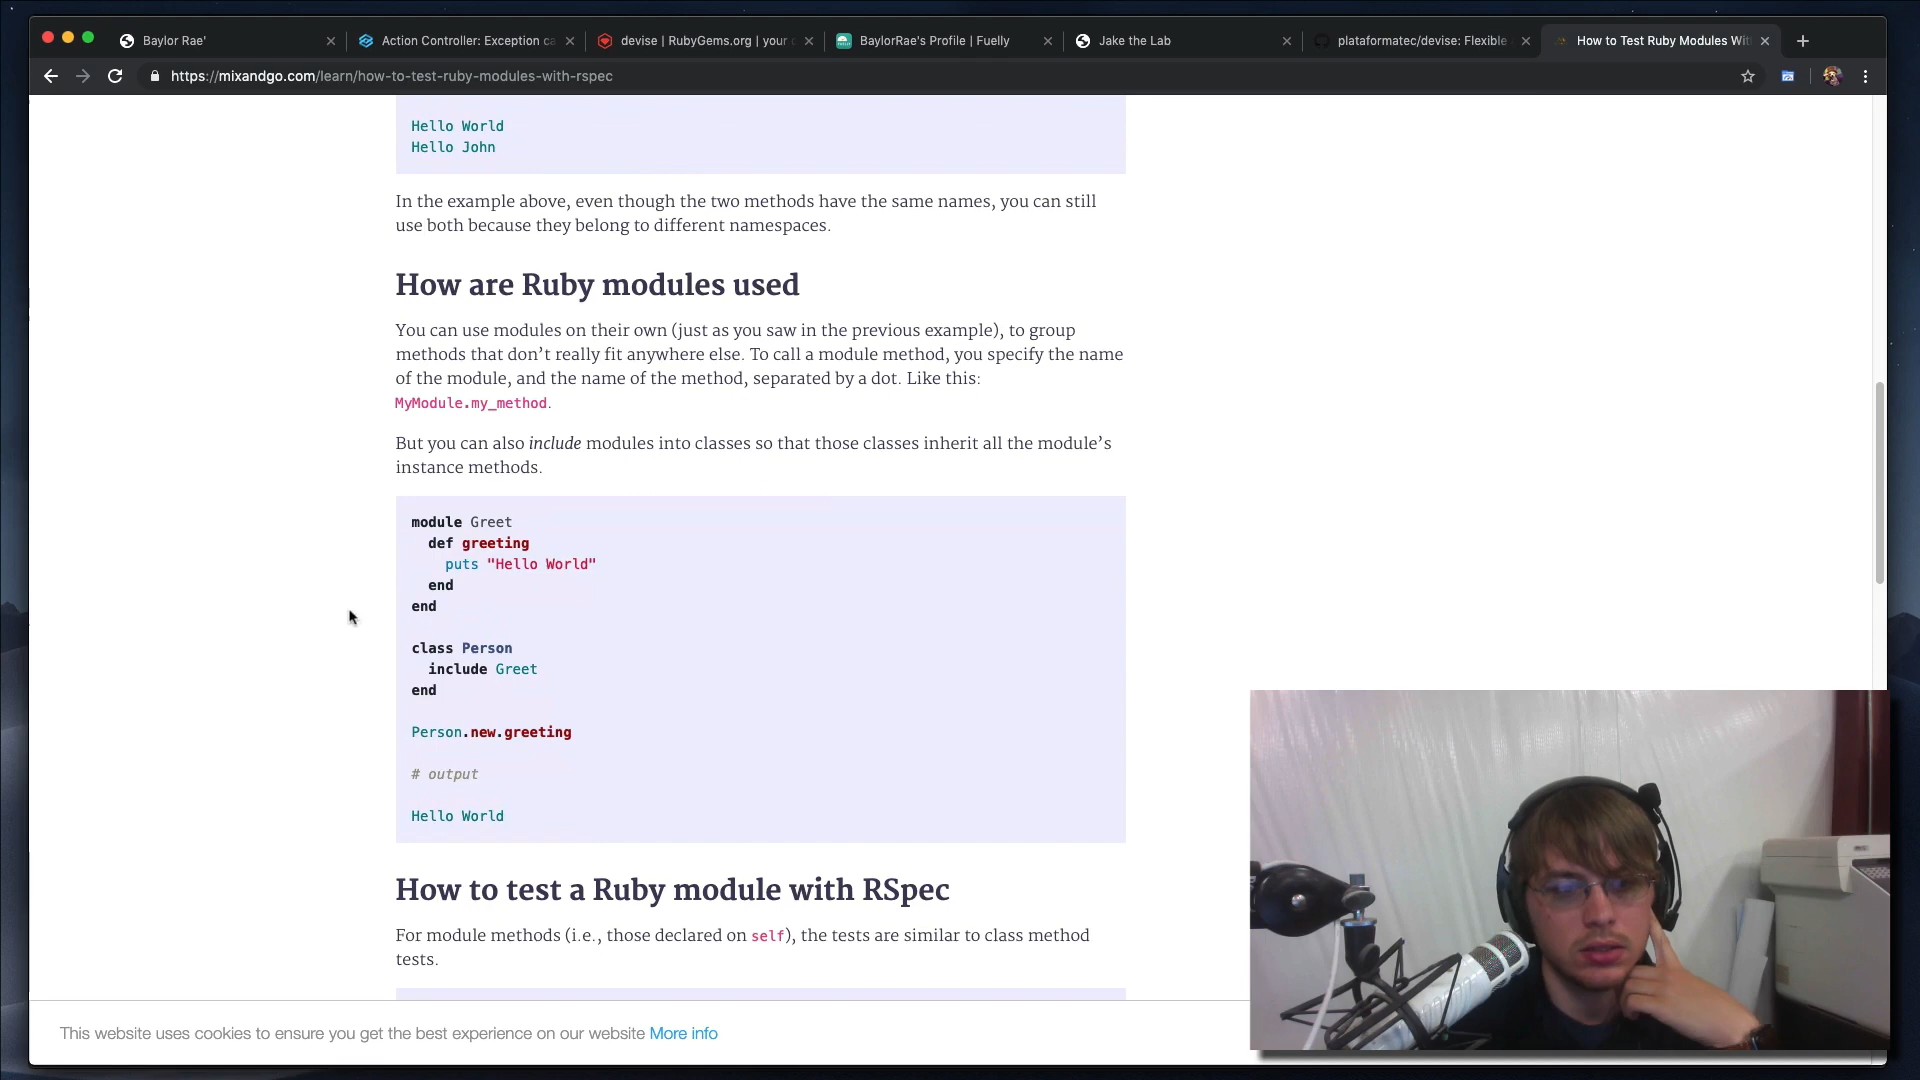 Baylor Rae'
Action Controller: Exception ca
devise | RubyGems.org | your c
BaylorRae's Profile | Fuelly
Jake the Lab
plataformatec/devise: Flexible
How to Test Ruby Modules Wit
https://mixandgo.com/learn/how-to-test-ruby-modules-with-rspec
Hello World
Hello John
In the example above, even though the two methods have the same names, you can still
use both because they belong to different namespaces.
How are Ruby modules used
You can use modules on their own (just as you saw in the previous example), to group
methods that don’t really fit anywhere else. To call a module method, you specify the name
of the module, and the name of the method, separated by a dot. Like this:
MyModule.my_method.
But you can also include modules into classes so that those classes inherit all the module’s
instance methods.
module Greet
def greeting
puts "Hello World"
end
end
class Person
include Greet
end
Person.new.greeting
# output
Hello World
How to test a Ruby module with RSpec
For module methods (i.e., those declared on self), the tests are similar to class method
tests.
This website uses cookies to ensure you get the best experience on our website More info